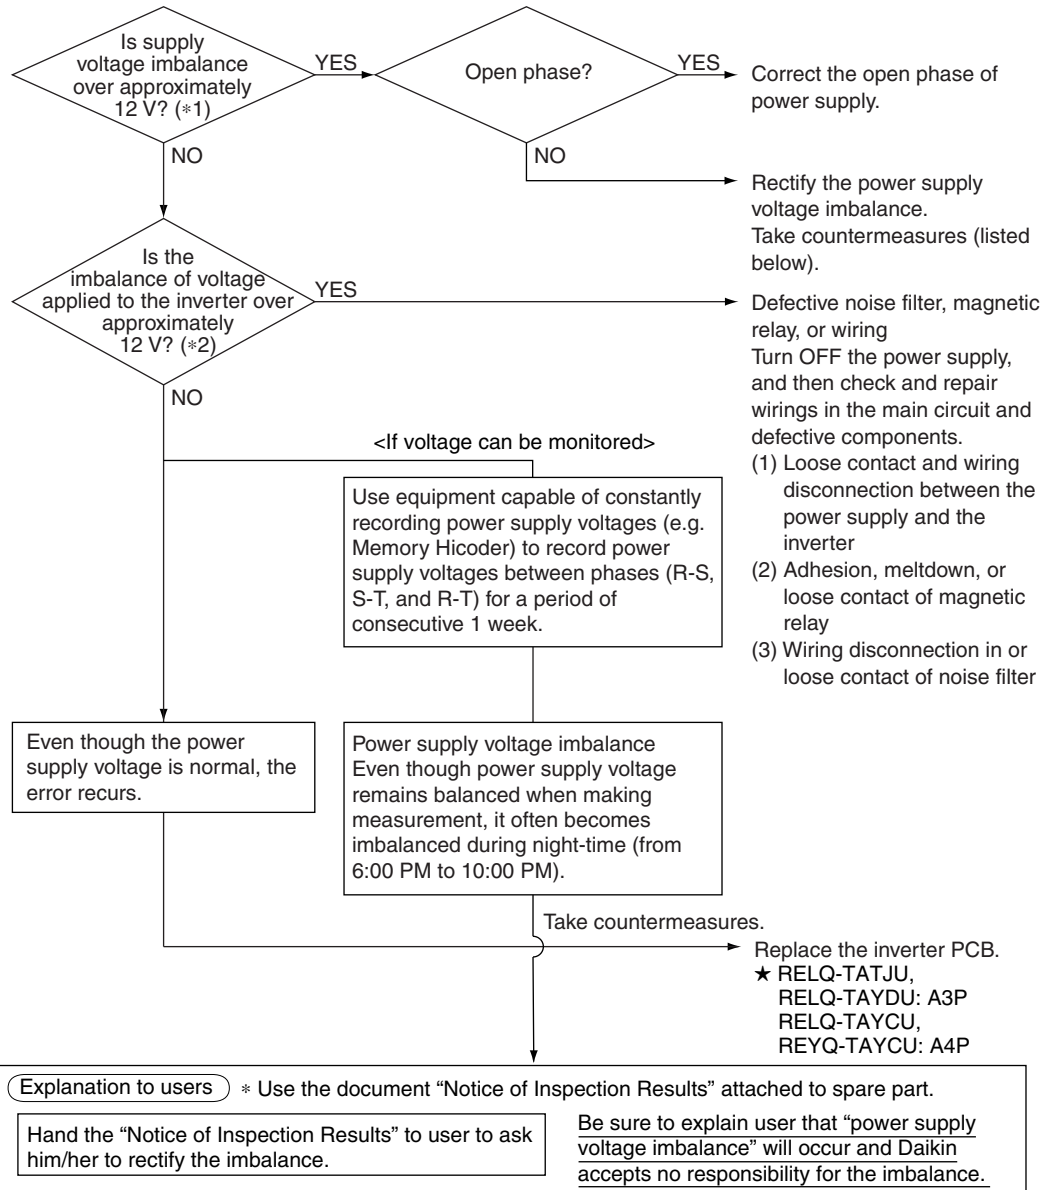 Is supply
voltage imbalance
over approximately
12 V? (*1)
YES
Open phase?
YES
Correct the open phase of
power supply.
NO
NO
Rectify the power supply
voltage imbalance.
Take countermeasures (listed
below).
Is the
imbalance of voltage
applied to the inverter over
approximately
12 V? (*2)
YES
Defective noise filter, magnetic
relay, or wiring
Turn OFF the power supply,
and then check and repair
wirings in the main circuit and
defective components.
(1) Loose contact and wiring
disconnection between the
power supply and the
inverter
(2) Adhesion, meltdown, or
loose contact of magnetic
relay
(3) Wiring disconnection in or
loose contact of noise filter
NO
<If voltage can be monitored>
Use equipment capable of constantly
recording power supply voltages (e.g.
Memory Hicoder) to record power
supply voltages between phases (R-S,
S-T, and R-T) for a period of
consecutive 1 week.
Even though the power
supply voltage is normal, the
error recurs.
Power supply voltage imbalance
Even though power supply voltage
remains balanced when making
measurement, it often becomes
imbalanced during night-time (from
6:00 PM to 10:00 PM).
Take countermeasures.
Replace the inverter PCB.
★ RELQ-TATJU,
RELQ-TAYDU: A3P
RELQ-TAYCU,
REYQ-TAYCU: A4P
Explanation to users * Use the document “Notice of Inspection Results” attached to spare part.
Hand the “Notice of Inspection Results” to user to ask
him/her to rectify the imbalance.
Be sure to explain user that “power supply
voltage imbalance” will occur and Daikin
accepts no responsibility for the imbalance.